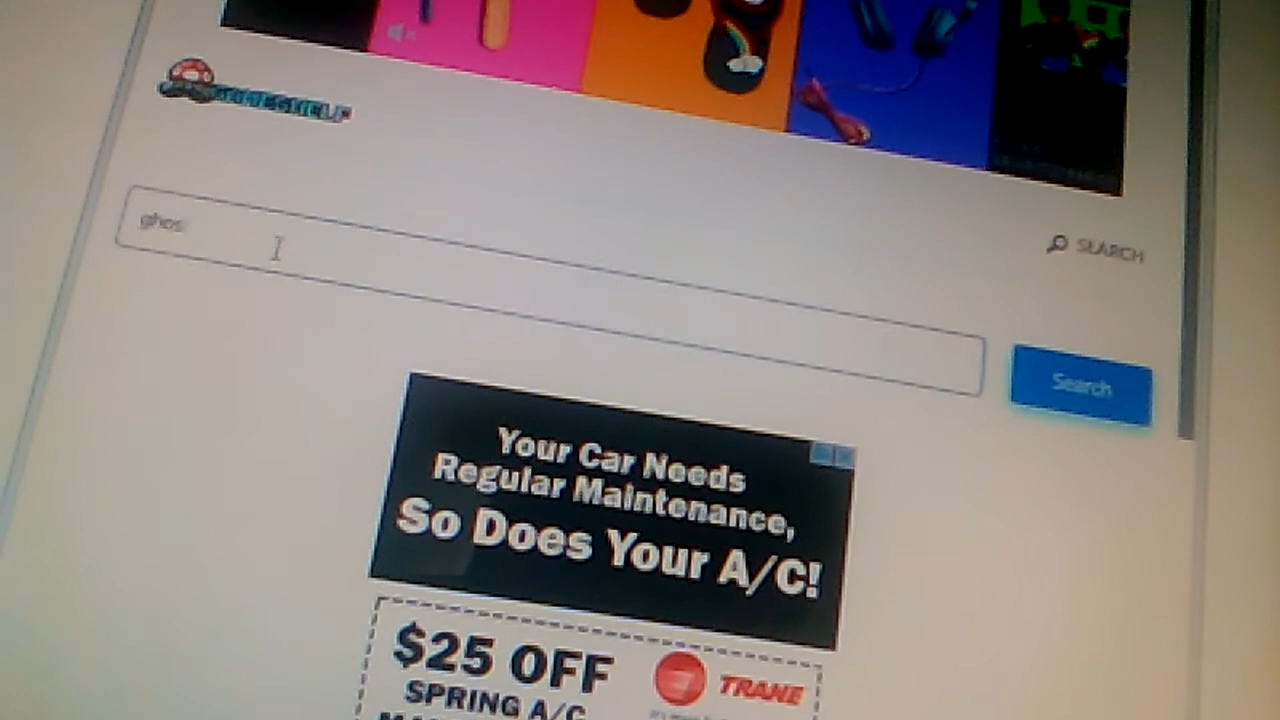 ghos
SEARCH
Search
Your Car Needs
Regular Maintenance,
So Does Your A/C!
$25 OFF
TRANE
SPRING A/C